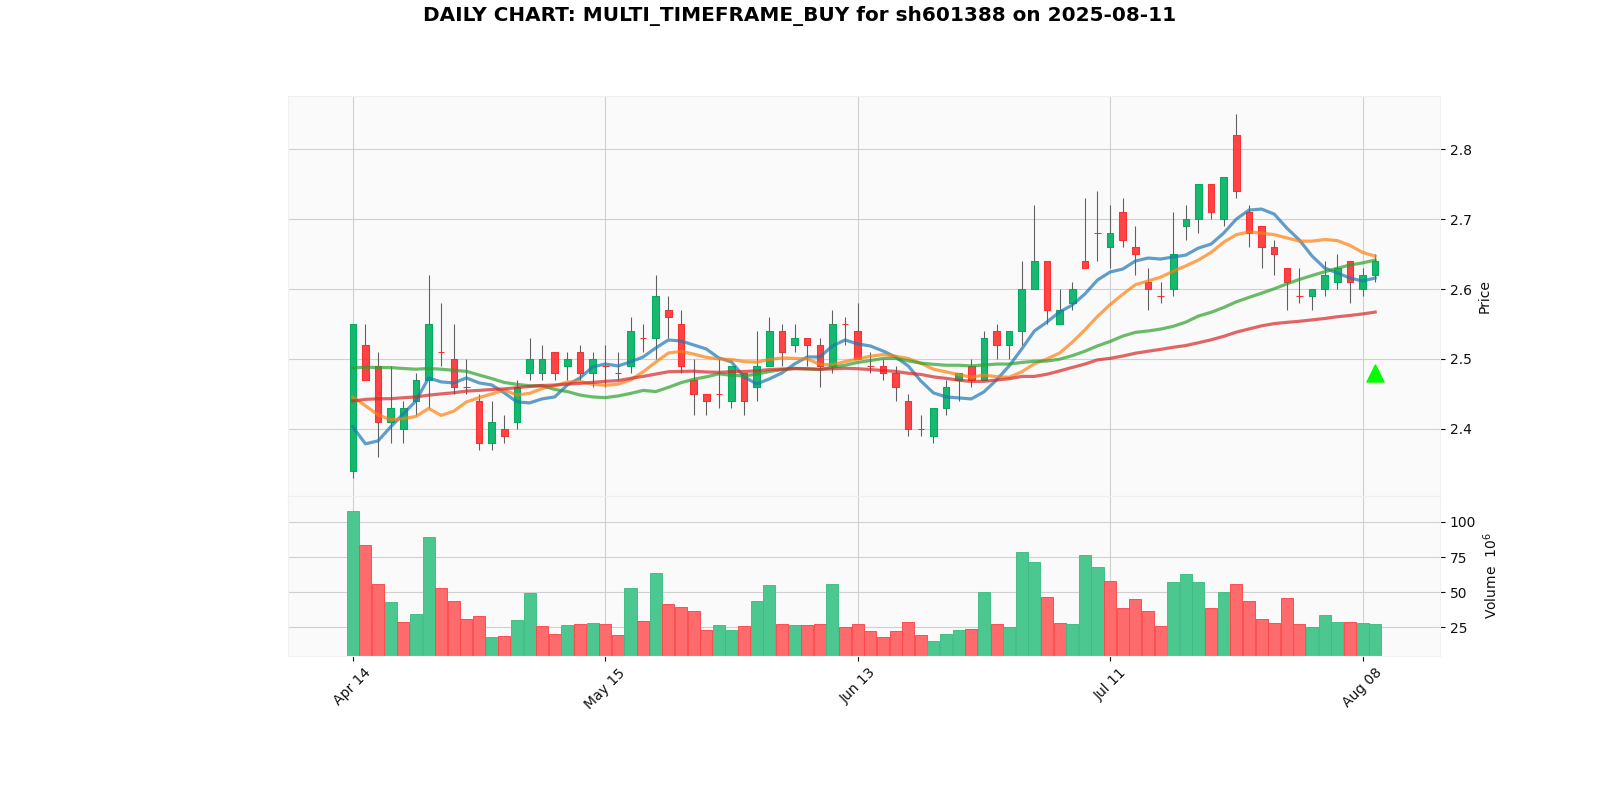 DAILY CHART: MULTI_TIMEFRAME_BUY for sh601388 on 2025-08-11
2.8
2.7
2.6
2.5
2.4
Price
100
75
50
25
Volume 10⁶
Apr 14
May 15
Jun 13
Jul 11
Aug 08